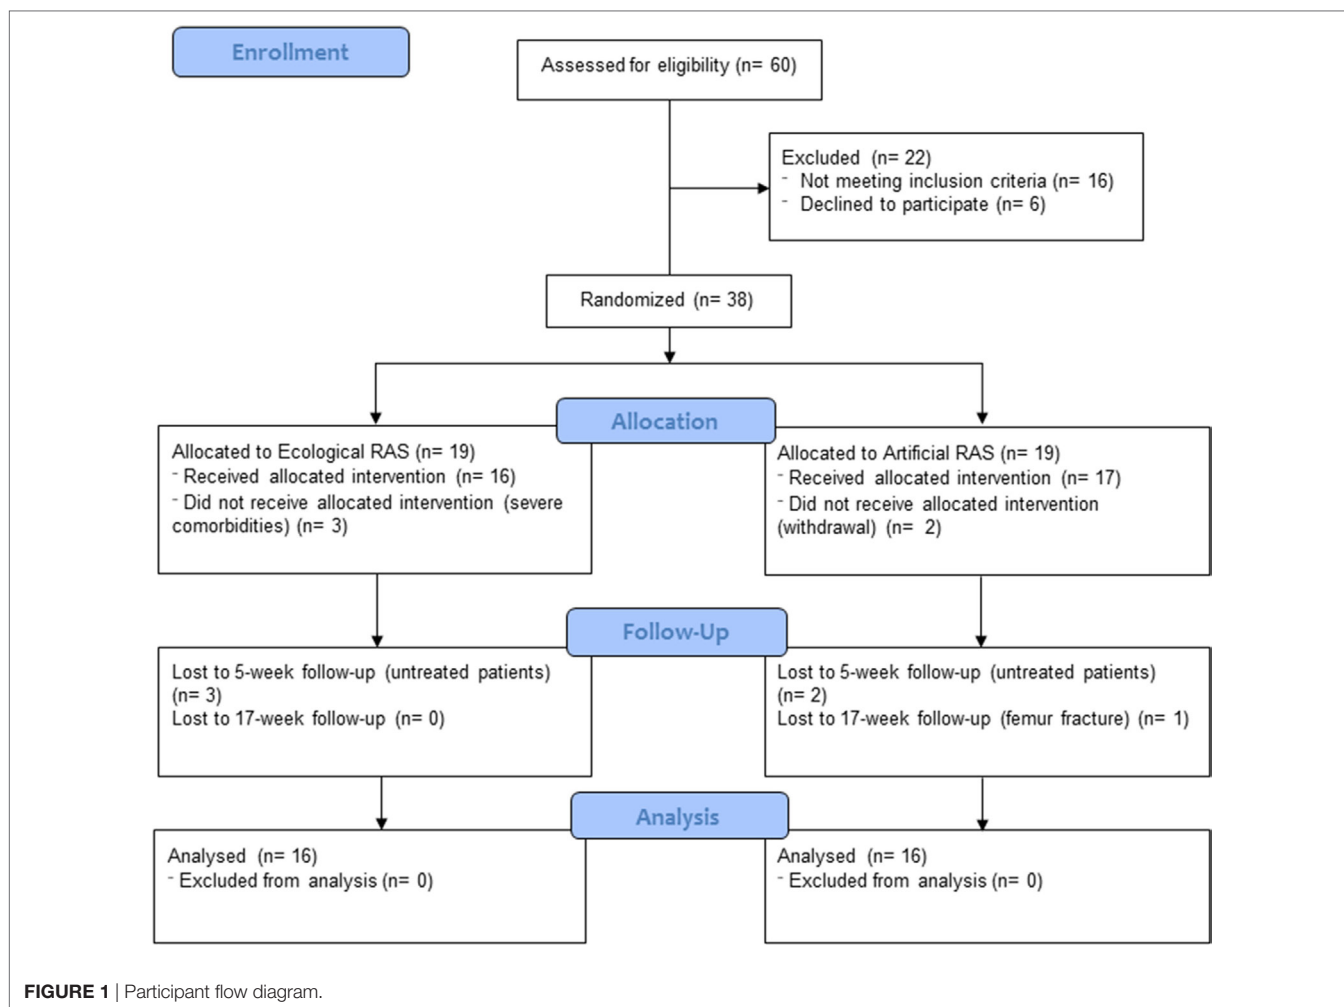 Enrollment
Assessed for eligibility (n= 60)
Excluded (n= 22)
- Not meeting inclusion criteria (n= 16)
- Declined to participate (n= 6)
Randomized (n= 38)
Allocation
Allocated to Ecological RAS (n= 19)
- Received allocated intervention (n= 16)
- Did not receive allocated intervention (severe
comorbidities) (n= 3)
Allocated to Artificial RAS (n= 19)
- Received allocated intervention (n= 17)
- Did not receive allocated intervention
(withdrawal) (n= 2)
Follow-Up
Lost to 5-week follow-up (untreated patients)
(n= 3)
Lost to 17-week follow-up (n= 0)
Lost to 5-week follow-up (untreated patients)
(n= 2)
Lost to 17-week follow-up (femur fracture) (n= 1)
Analysis
Analysed (n= 16)
- Excluded from analysis (n= 0)
Analysed (n= 16)
- Excluded from analysis (n= 0)
FIGURE 1 | Participant flow diagram.